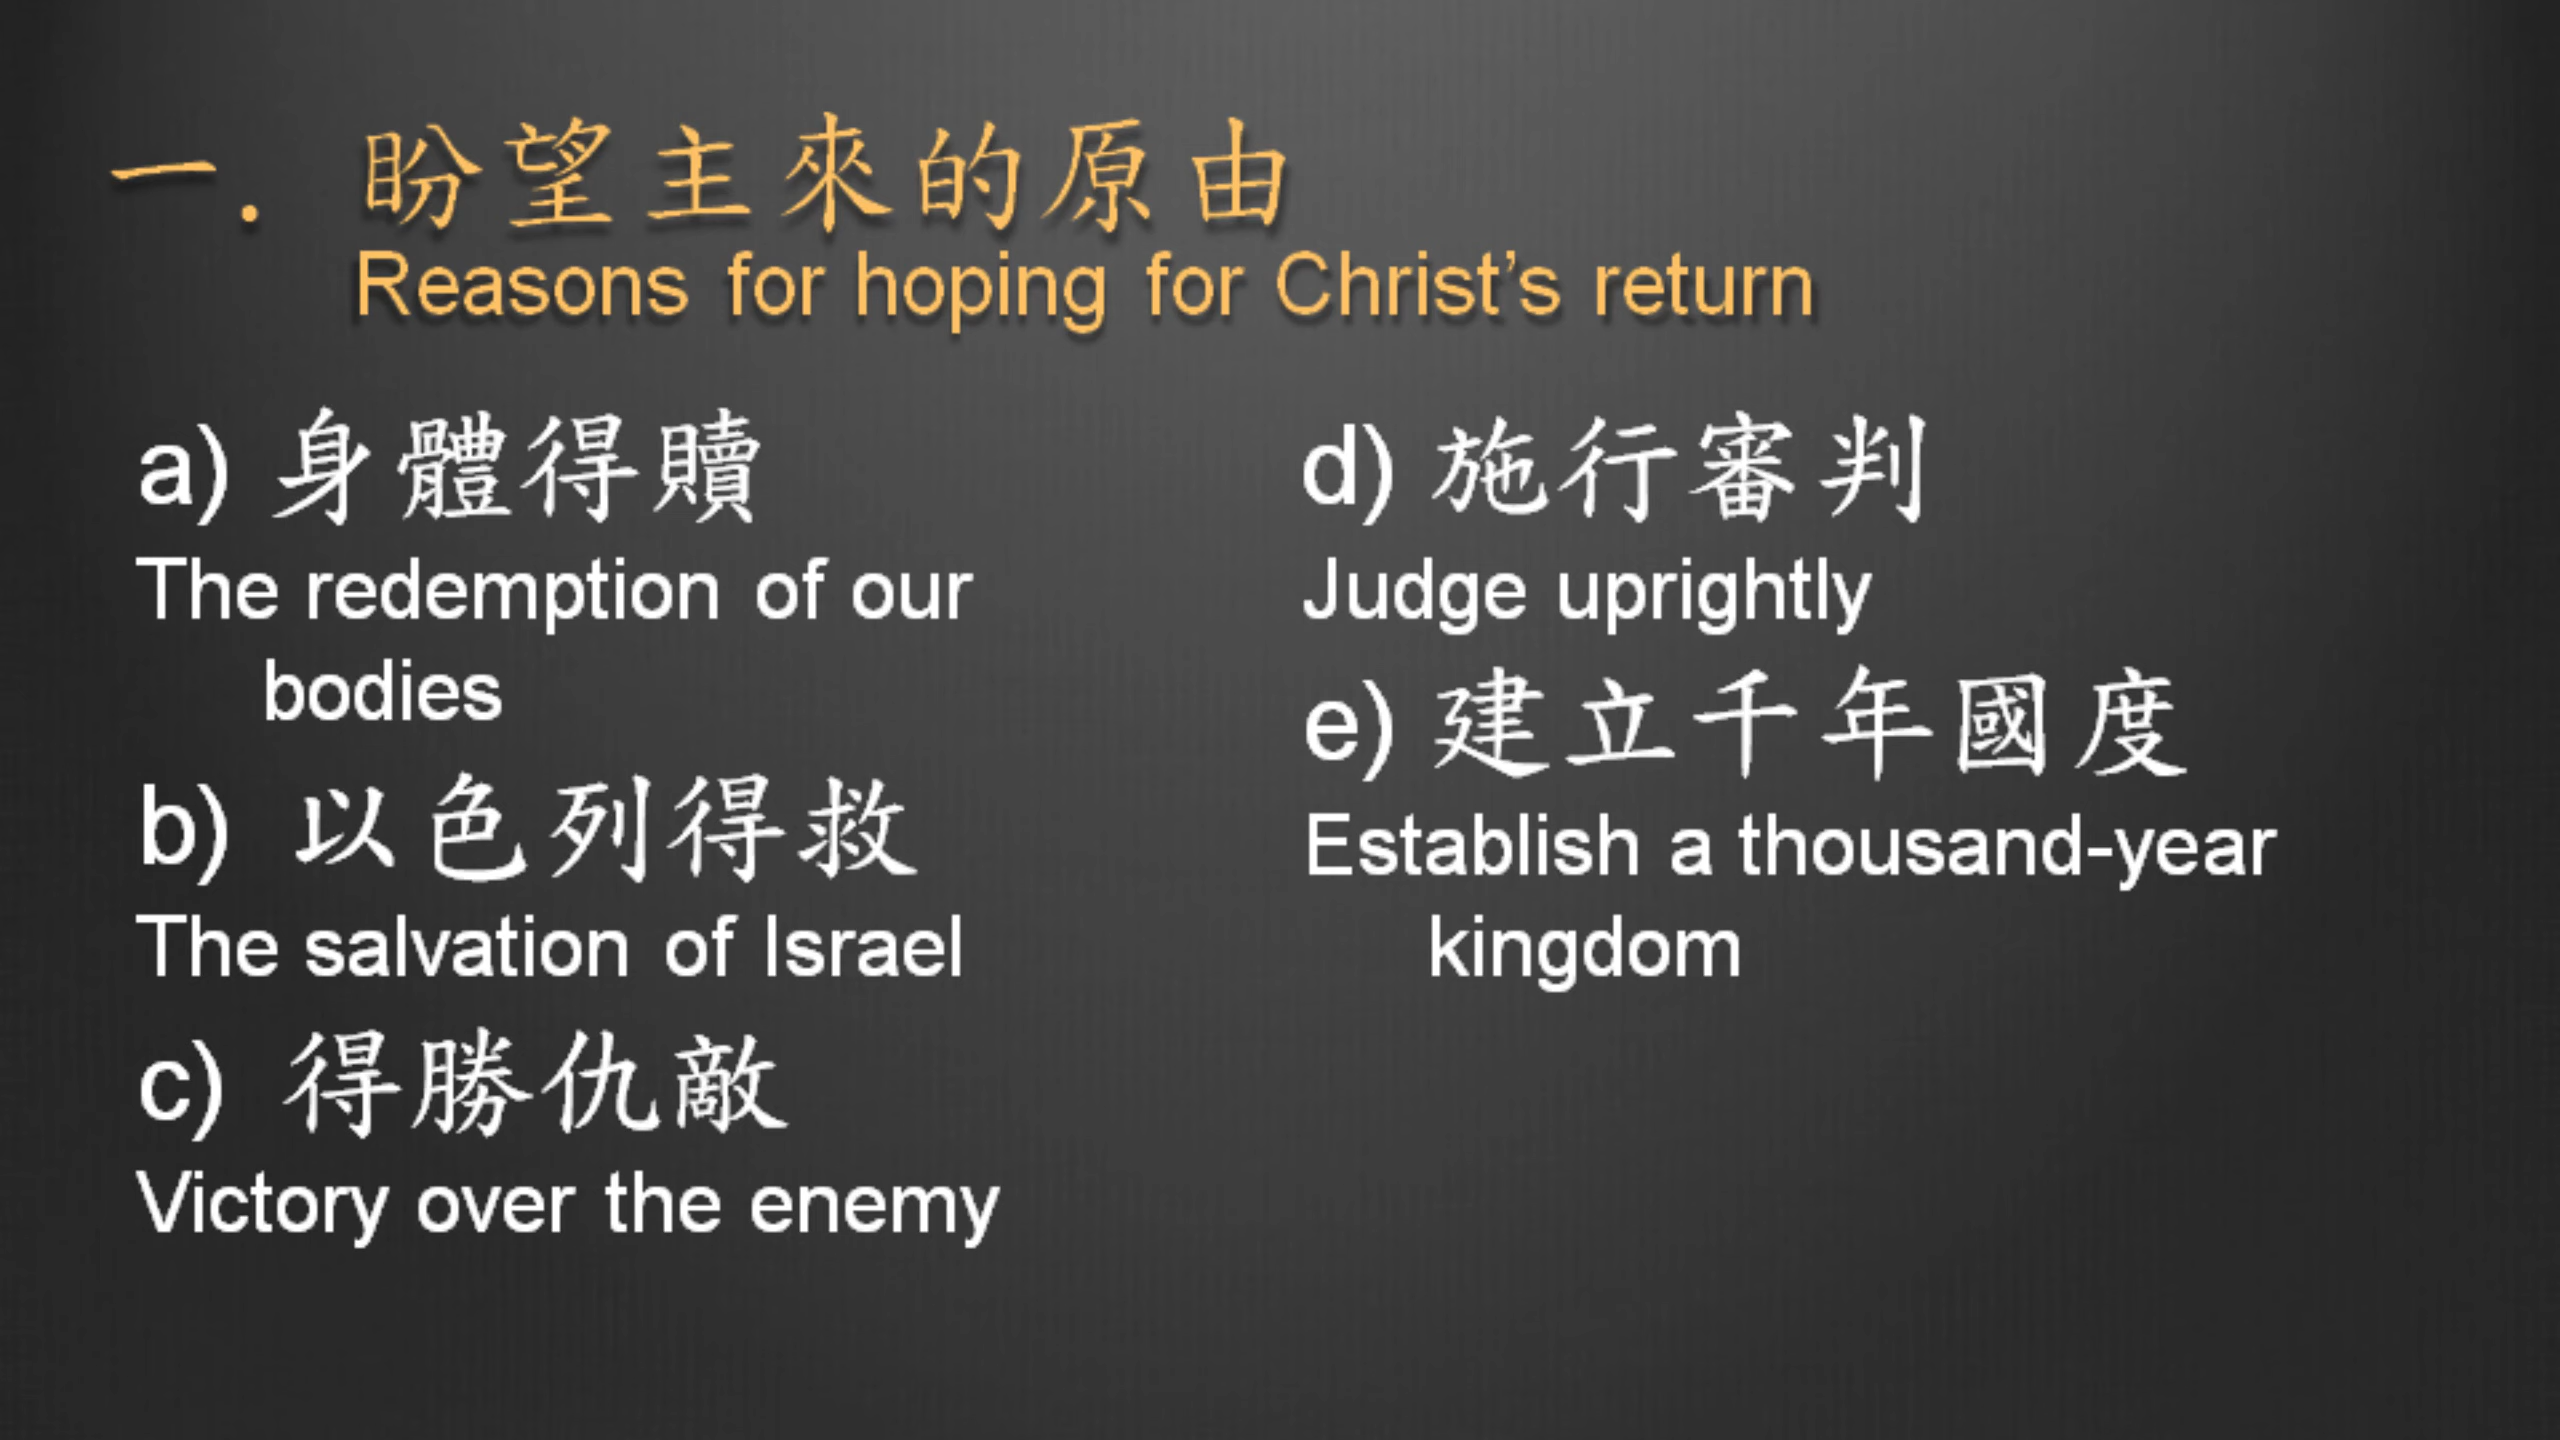 一. 盼望主來的原由
Reasons for hoping for Christ’s return
a) 身體得贖
The redemption of our
bodies
b) 以色列得救
The salvation of Israel
c) 得勝仇敵
Victory over the enemy
d) 施行審判
Judge uprightly
e) 建立千年國度
Establish a thousand-year
kingdom